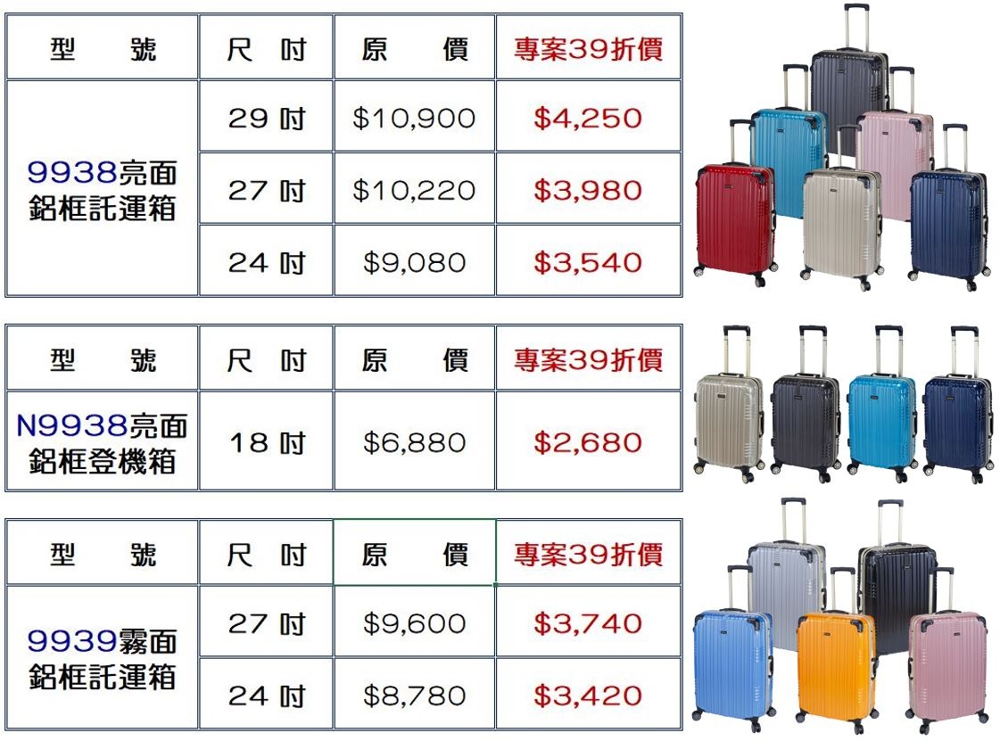 型 號 尺 吋 原 價 專案39折價
9938亮面
鋁框託運箱
29 吋 $10,900 $4,250
27 吋 $10,220 $3,980
24 吋 $9,080 $3,540
型 號 尺 吋 原 價 專案39折價
N9938亮面
鋁框登機箱
18 吋 $6,880 $2,680
型 號 尺 吋 原 價 專案39折價
9939霧面
鋁框託運箱
27 吋 $9,600 $3,740
24 吋 $8,780 $3,420